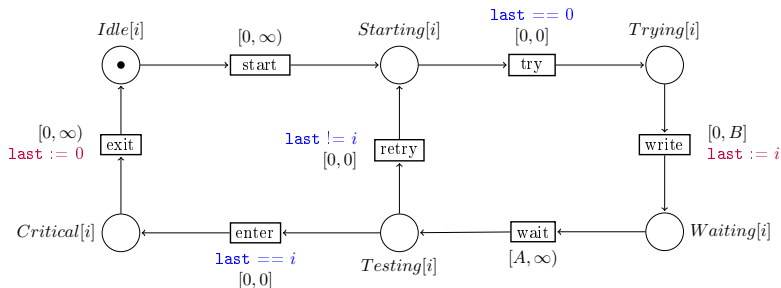 last == 0
Idle[i]
[0, ∞)
Starting[i]
[0, 0]
Trying[i]
start
try
[0, ∞)
last := 0
exit
last != i
[0, 0]
retry
write
[0, B]
last := i
Critical[i]
enter
wait
Waiting[i]
last == i
[0, 0]
Testing[i]
[A, ∞)